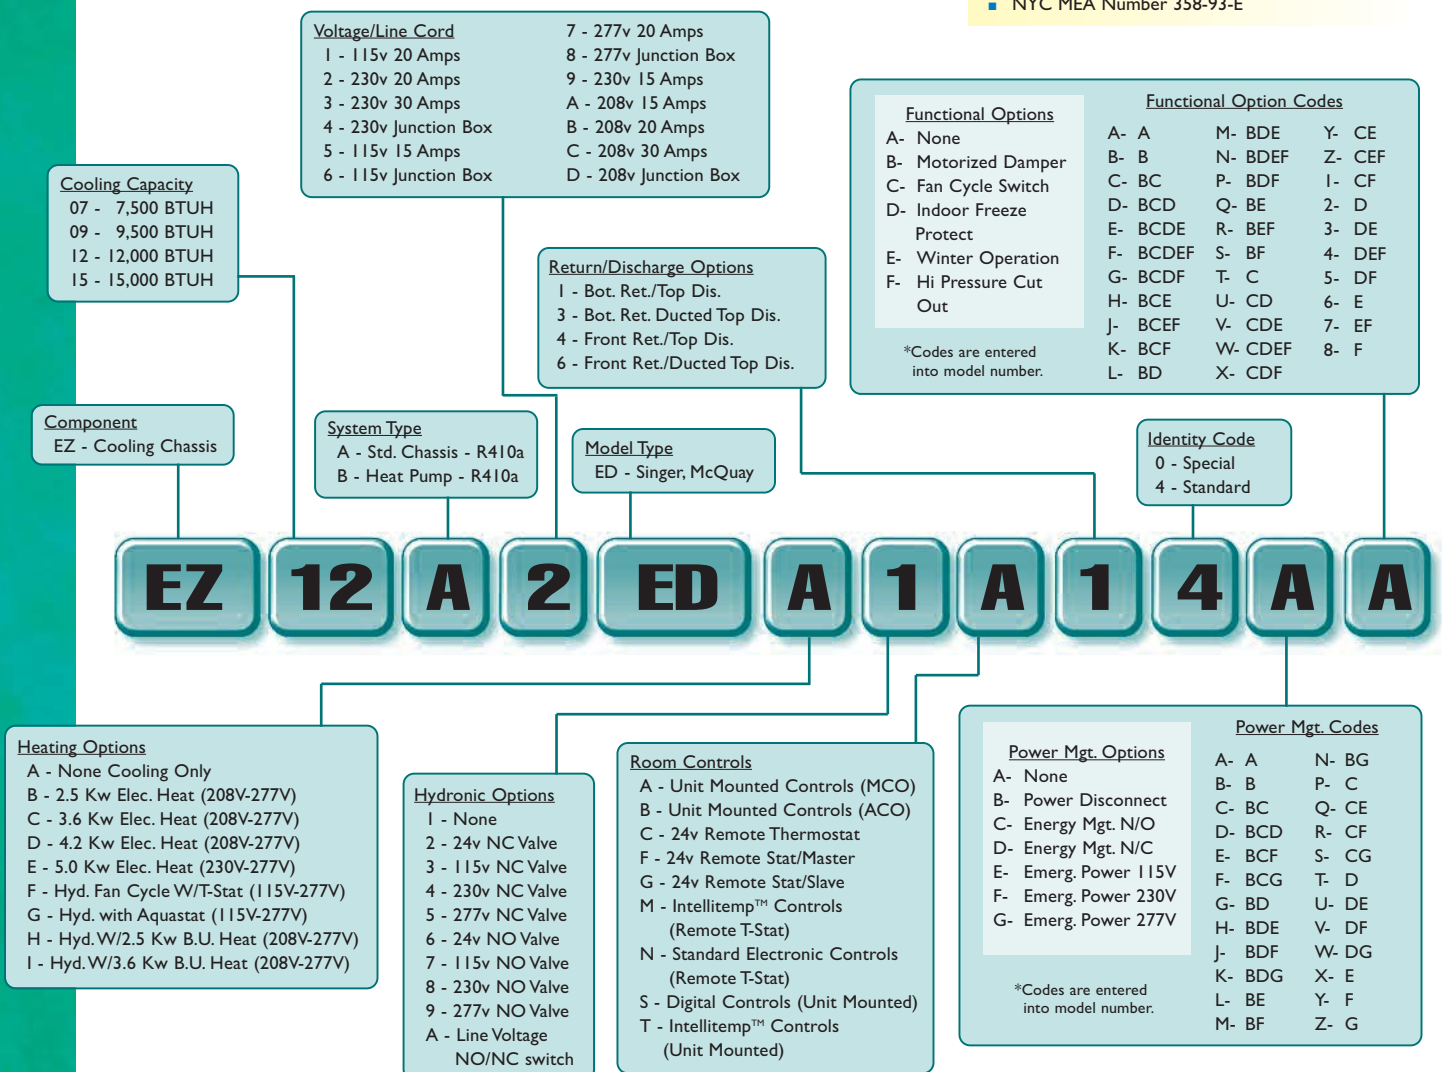 NYC MEA Number 358-93-E
Voltage/Line Cord
1 - 115v 20 Amps
2 - 230v 20 Amps
3 - 230v 30 Amps
4 - 230v Junction Box
5 - 115v 15 Amps
6 - 115v Junction Box
7 - 277v 20 Amps
8 - 277v Junction Box
9 - 230v 15 Amps
A - 208v 15 Amps
B - 208v 20 Amps
C - 208v 30 Amps
D - 208v Junction Box
Functional Options
A- None
B- Motorized Damper
C- Fan Cycle Switch
D- Indoor Freeze
Protect
E- Winter Operation
F- Hi Pressure Cut
Out
*Codes are entered
into model number.
Functional Option Codes
A- A
B- B
C- BC
D- BCD
E- BCDE
F- BCDEF
G- BCDF
H- BCE
J- BCEF
K- BCF
L- BD
M- BDE
N- BDEF
P- BDF
Q- BE
R- BEF
S- BF
T- C
U- CD
V- CDE
W- CDEF
X- CDF
Y- CE
Z- CEF
1- CF
2- D
3- DE
4- DEF
5- DF
6- E
7- EF
8- F
Cooling Capacity
07 - 7,500 BTUH
09 - 9,500 BTUH
12 - 12,000 BTUH
15 - 15,000 BTUH
Return/Discharge Options
1 - Bot. Ret./Top Dis.
3 - Bot. Ret. Ducted Top Dis.
4 - Front Ret./Top Dis.
6 - Front Ret./Ducted Top Dis.
Component
EZ - Cooling Chassis
System Type
A - Std. Chassis - R410a
B - Heat Pump - R410a
Model Type
ED - Singer, McQuay
Identity Code
0 - Special
4 - Standard
EZ 12 A 2 ED A 1 A 1 4 A A
Heating Options
A - None Cooling Only
B - 2.5 Kw Elec. Heat (208V-277V)
C - 3.6 Kw Elec. Heat (208V-277V)
D - 4.2 Kw Elec. Heat (208V-277V)
E - 5.0 Kw Elec. Heat (230V-277V)
F - Hyd. Fan Cycle W/T-Stat (115V-277V)
G - Hyd. with Aquastat (115V-277V)
H - Hyd. W/2.5 Kw B.U. Heat (208V-277V)
I - Hyd. W/3.6 Kw B.U. Heat (208V-277V)
Hydronic Options
1 - None
2 - 24v NC Valve
3 - 115v NC Valve
4 - 230v NC Valve
5 - 277v NC Valve
6 - 24v NO Valve
7 - 115v NO Valve
8 - 230v NO Valve
9 - 277v NO Valve
A - Line Voltage
NO/NC switch
Room Controls
A - Unit Mounted Controls (MCO)
B - Unit Mounted Controls (ACO)
C - 24v Remote Thermostat
F - 24v Remote Stat/Master
G - 24v Remote Stat/Slave
M - Intellitemp™ Controls
(Remote T-Stat)
N - Standard Electronic Controls
(Remote T-Stat)
S - Digital Controls (Unit Mounted)
T - Intellitemp™ Controls
(Unit Mounted)
Power Mgt. Options
A- None
B- Power Disconnect
C- Energy Mgt. N/O
D- Energy Mgt. N/C
E- Emerg. Power 115V
F- Emerg. Power 230V
G- Emerg. Power 277V
*Codes are entered
into model number.
Power Mgt. Codes
A- A
B- B
C- BC
D- BCD
E- BCF
F- BCG
G- BD
H- BDE
J- BDF
K- BDG
L- BE
M- BF
N- BG
P- C
Q- CE
R- CF
S- CG
T- D
U- DE
V- DF
W- DG
X- E
Y- F
Z- G